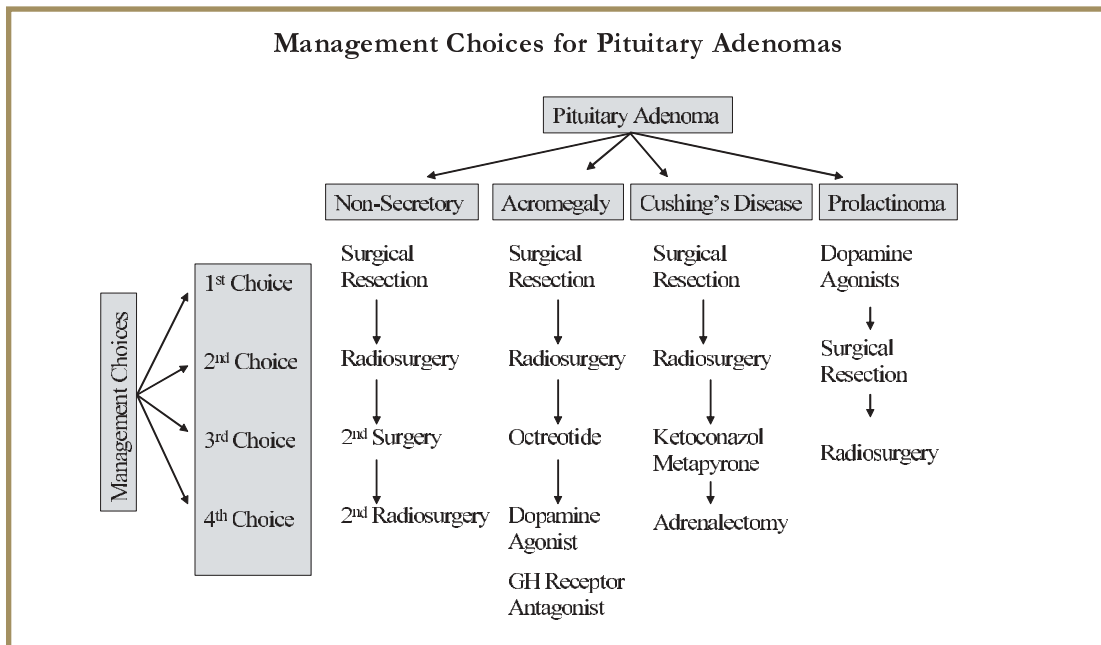 Management Choices for Pituitary Adenomas
Pituitary Adenoma
Non-Secretory
Acromegaly
Cushing's Disease
Prolactinoma
Management Choices
1st Choice
2nd Choice
3rd Choice
4th Choice
Surgical
Resection
Radiosurgery
2nd Surgery
2nd Radiosurgery
Surgical
Resection
Radiosurgery
Octreotide
Dopamine
Agonist
GH Receptor
Antagonist
Surgical
Resection
Radiosurgery
Ketoconazol
Metapyrone
Adrenalectomy
Dopamine
Agonists
Surgical
Resection
Radiosurgery